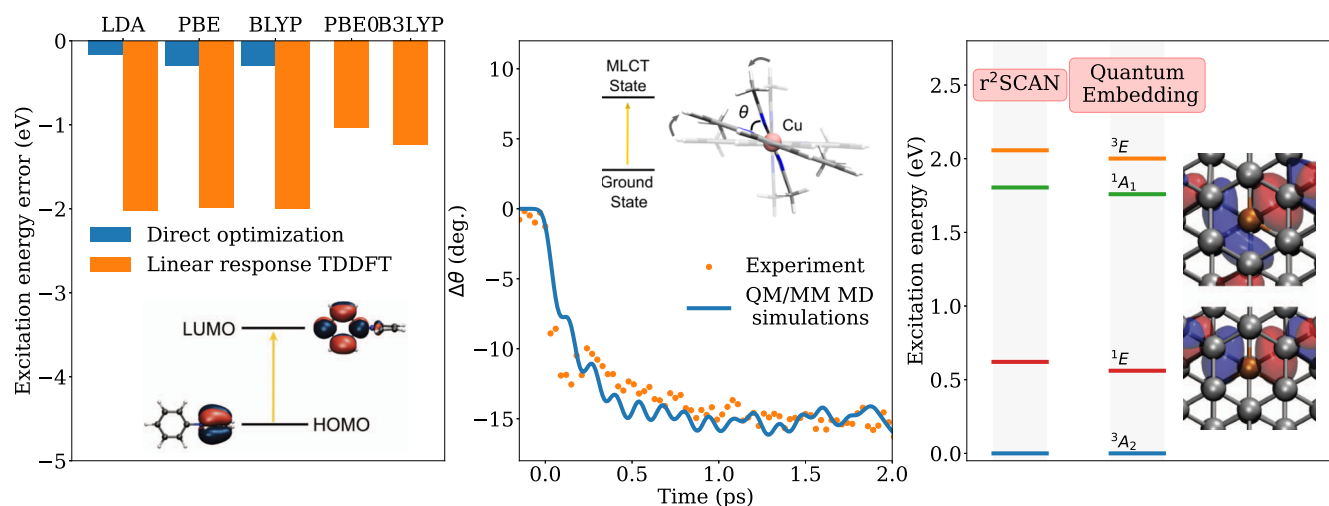 LDA PBE BLYP PBE0 B3LYP
0
−1
−2
−3
−4
−5
Excitation energy error (eV)
Direct optimization
Linear response TDDFT
LUMO
HOMO
10
5
0
−5
−10
−15
Δθ (deg.)
MLCT
State
Ground
State
θ
Cu
Experiment
QM/MM MD
simulations
0.0 0.5 1.0 1.5 2.0
Time (ps)
2.5
2.0
1.5
1.0
0.5
0.0
Excitation energy (eV)
r²SCAN
Quantum
Embedding
³E
¹A₁
¹E
³A₂